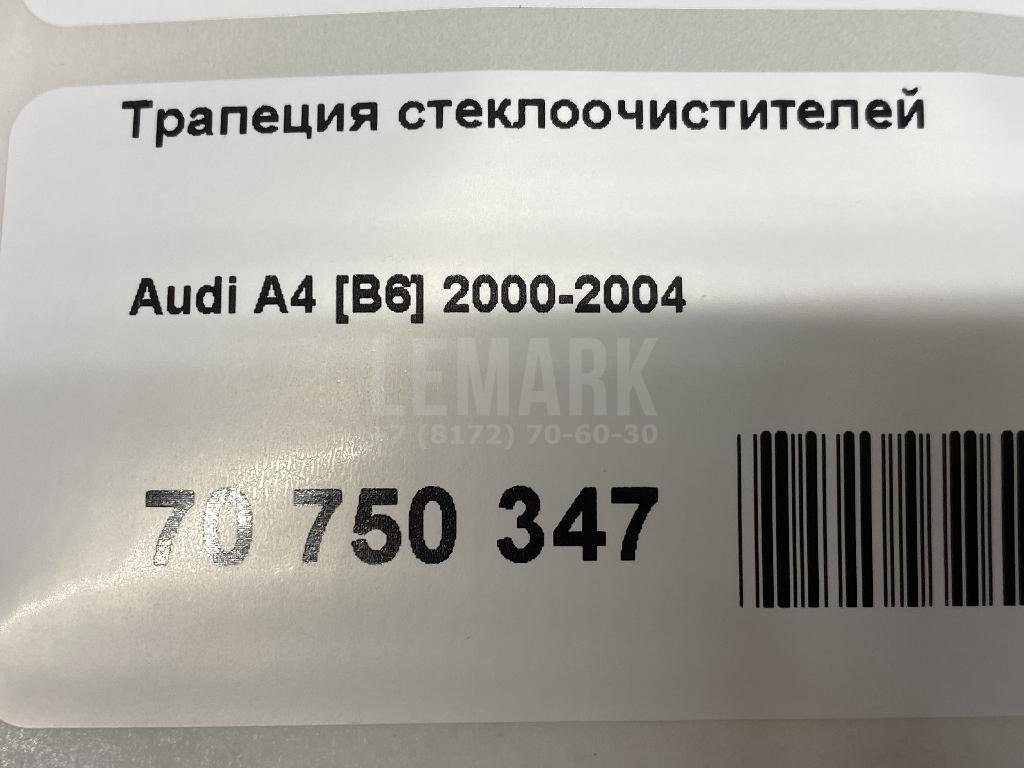 Трапеция стеклоочистителей
Audi A4 [B6] 2000-2004
LEMARK
+7 (8172) 70-60-30
70 750 347